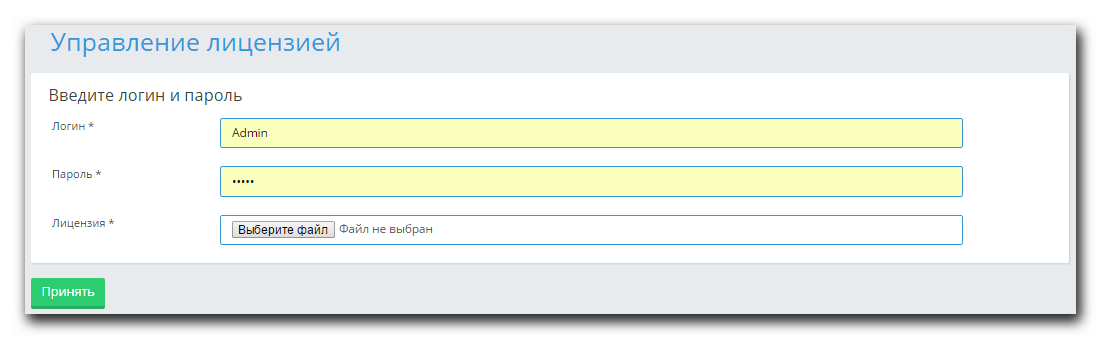 Управление лицензией
Введите логин и пароль
Логин *
Admin
Пароль *
•••••
Лицензия *
Выберите файл Файл не выбран
Принять